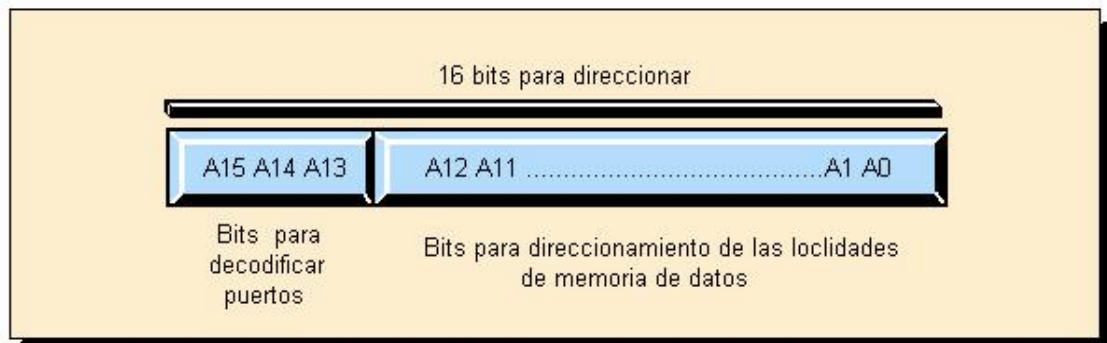 16 bits para direccionar
A15 A14 A13
A12 A11 ........................................A1 A0
Bits para
decodificar
puertos
Bits para direccionamiento de las loclidades
de memoria de datos